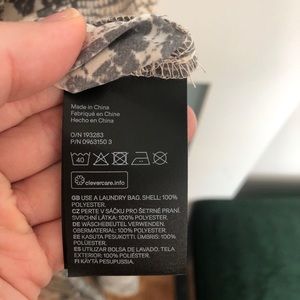 Made in China
Fabriqué en Chine
Hecho en China
O/N 193283
P/N 0963150 3
40
clevercare.info
GB USE A LAUNDRY BAG. SHELL: 100%
POLYESTER.
CZ PERTE V SÁČKU PRO ŠETRNÉ PRANÍ.
SVRCHNÍ LÁTKA: 100% POLYESTER.
DE WÄSCHEBEUTEL VERWENDEN.
OBERMATERIAL: 100% POLYESTER.
EE KASUTA PESUKOTTI. ÜMBRIS: 100%
POLÜESTER.
ES UTILIZAR BOLSA DE LAVADO. TELA
EXTERIOR: 100% POLIÉSTER.
FI KÄYTÄ PESUPUSSIA.